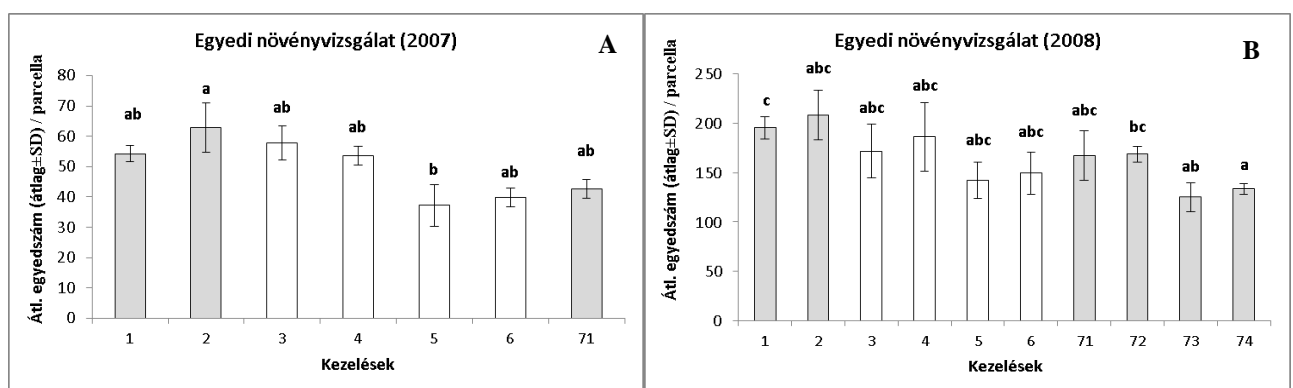 Egyedi növényvizsgálat (2007)
A
Átl. egyedszám (átlag±SD) / parcella
80
70
60
50
40
30
20
10
0
ab
a
ab
ab
b
ab
ab
1 2 3 4 5 6 71
Kezelések
Egyedi növényvizsgálat (2008)
B
Átl. egyedszám (átlag±SD) / parcella
250
200
150
100
50
0
c
abc
abc
abc
abc
abc
abc
bc
ab
a
1 2 3 4 5 6 71 72 73 74
Kezelések